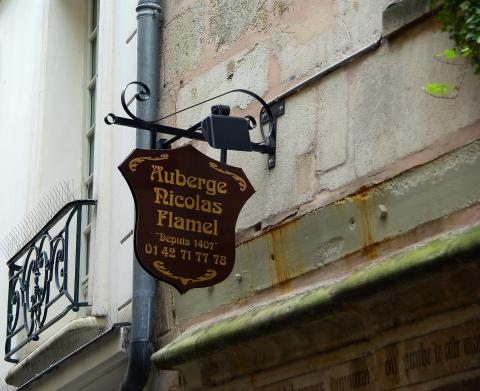 Auberge
Nicolas
Flamel
"Depuis 1407"
01 42 71 77 78